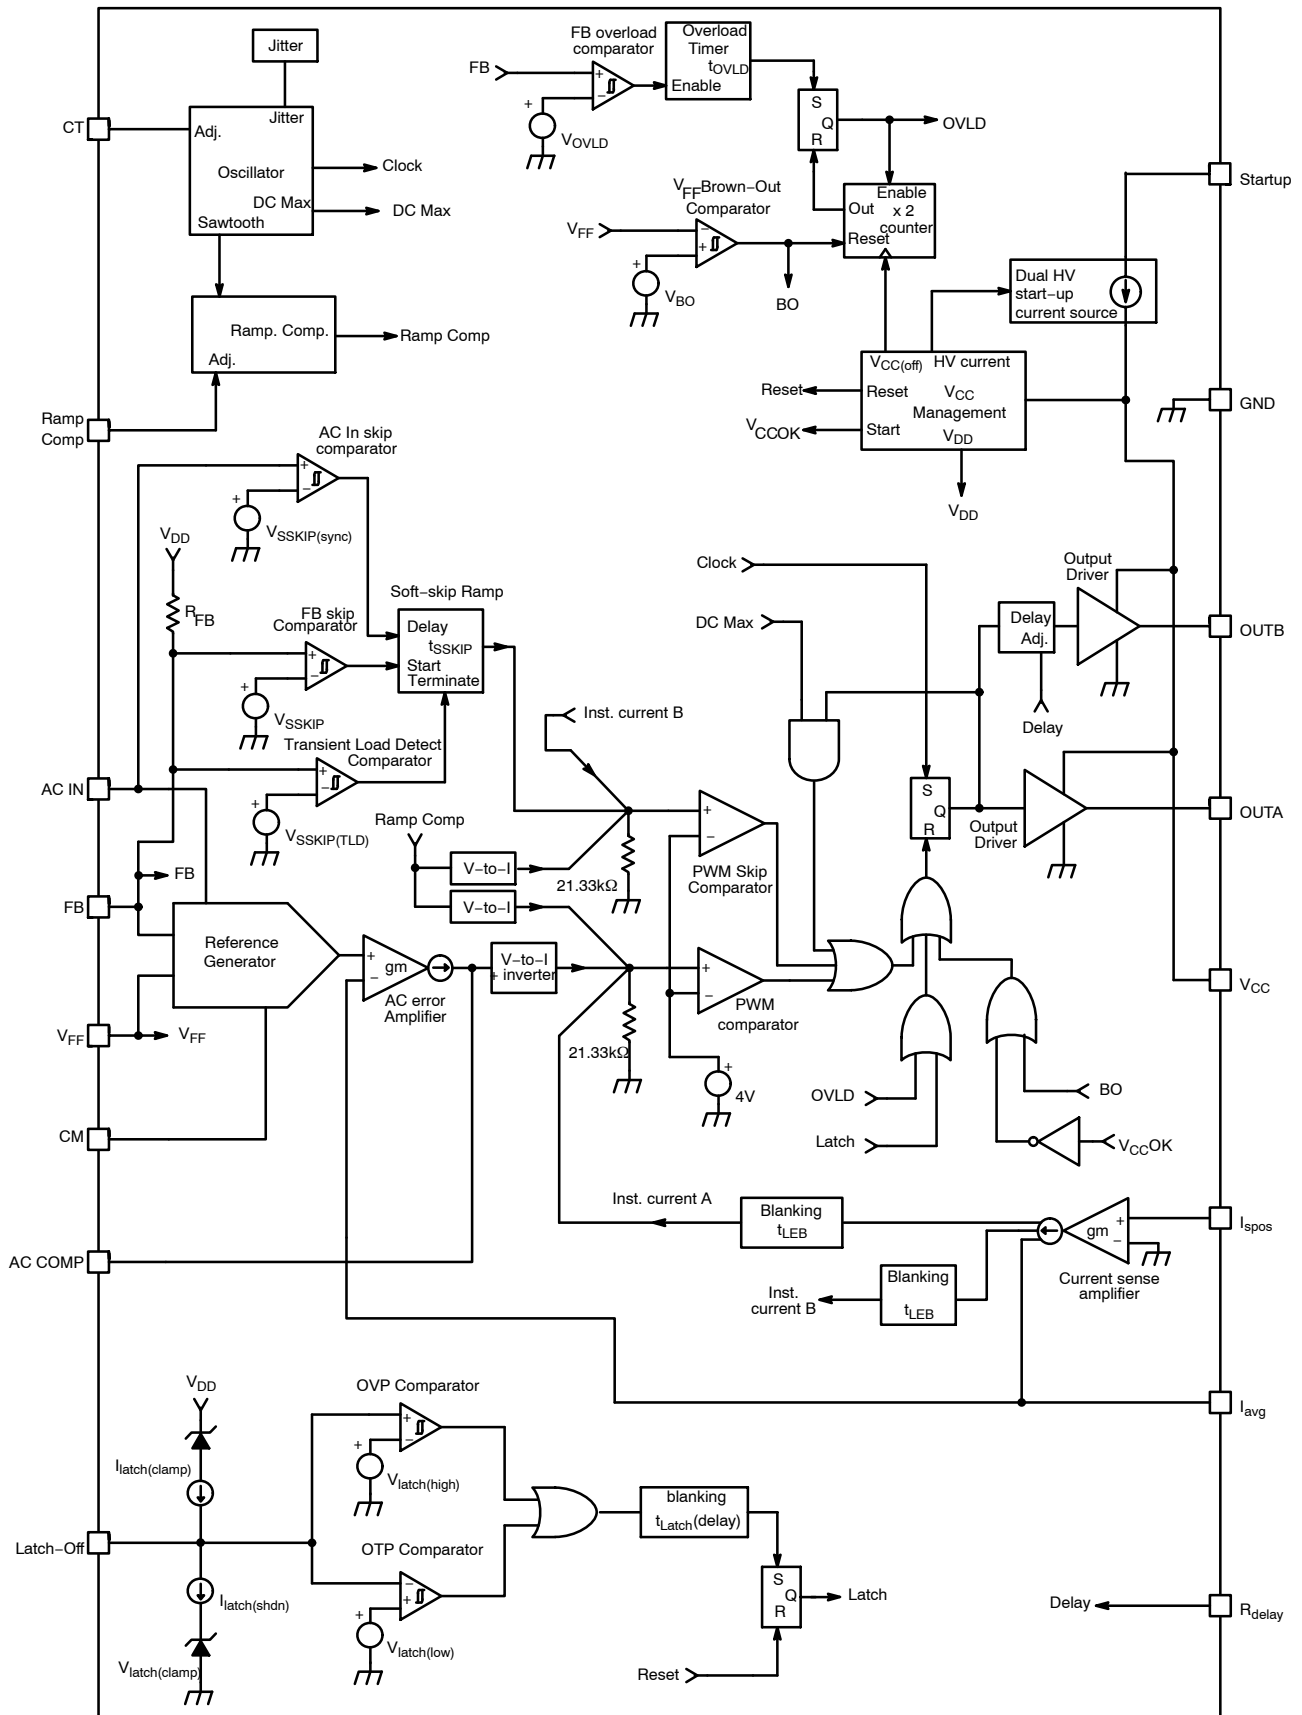 Jitter
CT
Adj.
Jitter
Oscillator
DC Max
Sawtooth
Clock
DC Max
Ramp. Comp.
Adj.
Ramp Comp
Ramp
Comp
FB overload
comparator
FB
+
−
+
VOVLD
Overload
Timer
tOVLD
Enable
S
Q
R
OVLD
VFF Brown−Out
Comparator
VFF
−
+
+
VBO
BO
Enable
x 2
counter
Out
Reset
Startup
Dual HV
start−up
current source
VCC(off)
HV current
Reset
VCC
Management
Start
VDD
Reset
VCCOK
VDD
GND
AC In skip
comparator
+
−
+
VSSKIP(sync)
VDD
RFB
FB skip
Comparator
+
−
+
VSSKIP
Soft−skip Ramp
Delay
tSSKIP
Start
Terminate
Transient Load Detect
Comparator
+
−
+
VSSKIP(TLD)
Clock
DC Max
Inst. current B
Output
Driver
Delay
Adj.
Delay
OUTB
AC IN
Ramp Comp
V−to−I
V−to−I
21.33kΩ
+
−
PWM Skip
Comparator
S
Q
R
Output
Driver
OUTA
FB
FB
Reference
Generator
+
−
gm
AC error
Amplifier
V−to−I
+ inverter
21.33kΩ
+
−
PWM
comparator
+
4V
VCC
VFF
VFF
OVLD
Latch
BO
VCCOK
CM
AC COMP
Inst. current A
Blanking
tLEB
gm
+
−
Current sense
amplifier
Ispos
Inst.
current B
Blanking
tLEB
Iavg
VDD
Ilatch(clamp)
Latch−Off
Ilatch(shdn)
Vlatch(clamp)
OVP Comparator
+
−
+
Vlatch(high)
OTP Comparator
−
+
+
Vlatch(low)
blanking
tLatch(delay)
S
Q
R
Latch
Reset
Delay
Rdelay